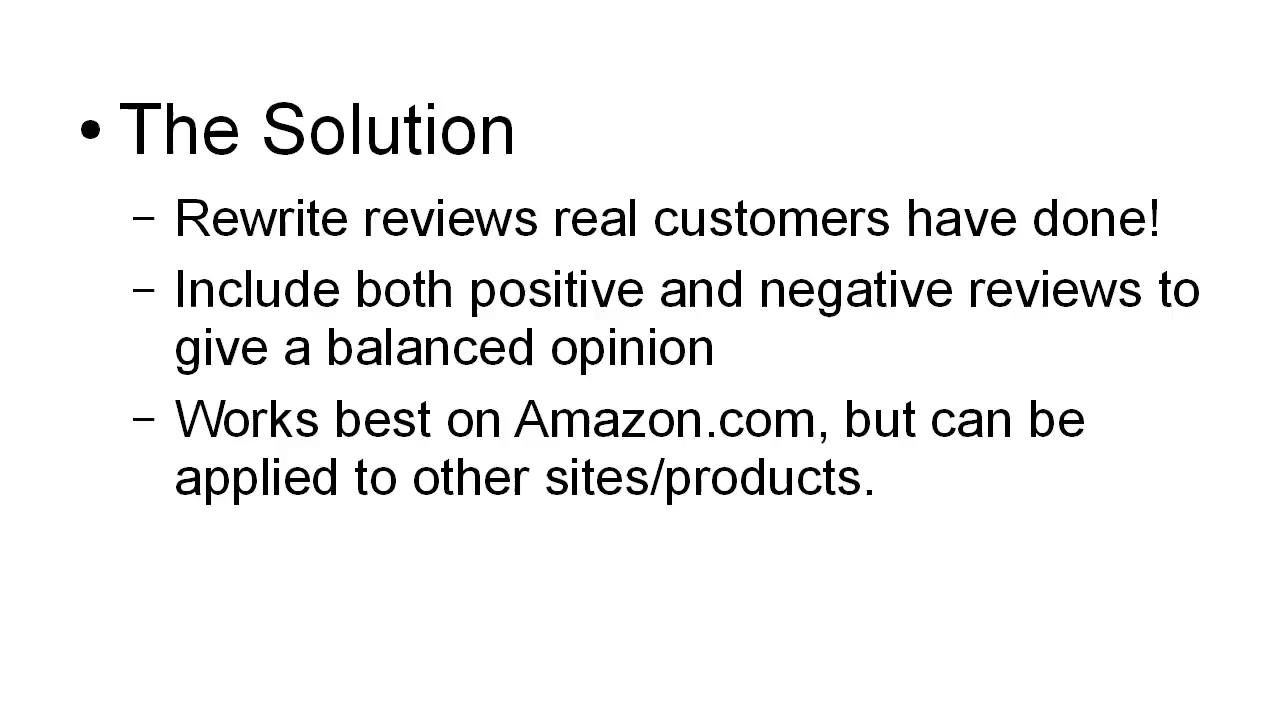 • The Solution
– Rewrite reviews real customers have done!
– Include both positive and negative reviews to
give a balanced opinion
– Works best on Amazon.com, but can be
applied to other sites/products.